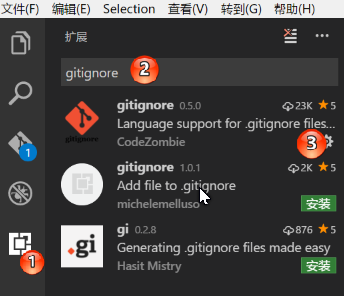 文件(F) 编辑(E) Selection 查看(V) 转到(G) 帮助(H)
扩展
gitignore
2
gitignore 0.5.0 23K 5
Language support for .gitignore files...
CodeZombie
3
1
gitignore 1.0.1 2K 5
Add file to .gitignore
michelemelluso 安装
gi 0.2.8 876 5
.gi
Generating .gitignore files made easy
Hasit Mistry 安装
1